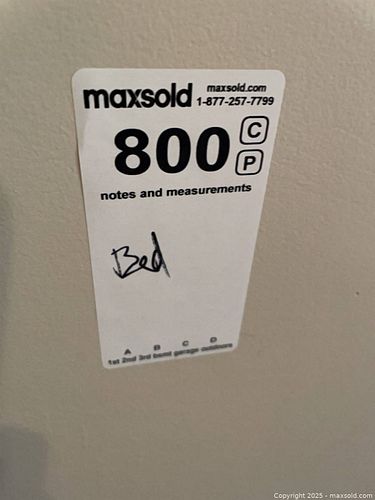 maxsold
maxsold.com
1-877-257-7799
800
C
P
notes and measurements
Bed
A B C D
1st 2nd 3rd bsmt garage outdoors
Copyright 2025 - maxsold.com